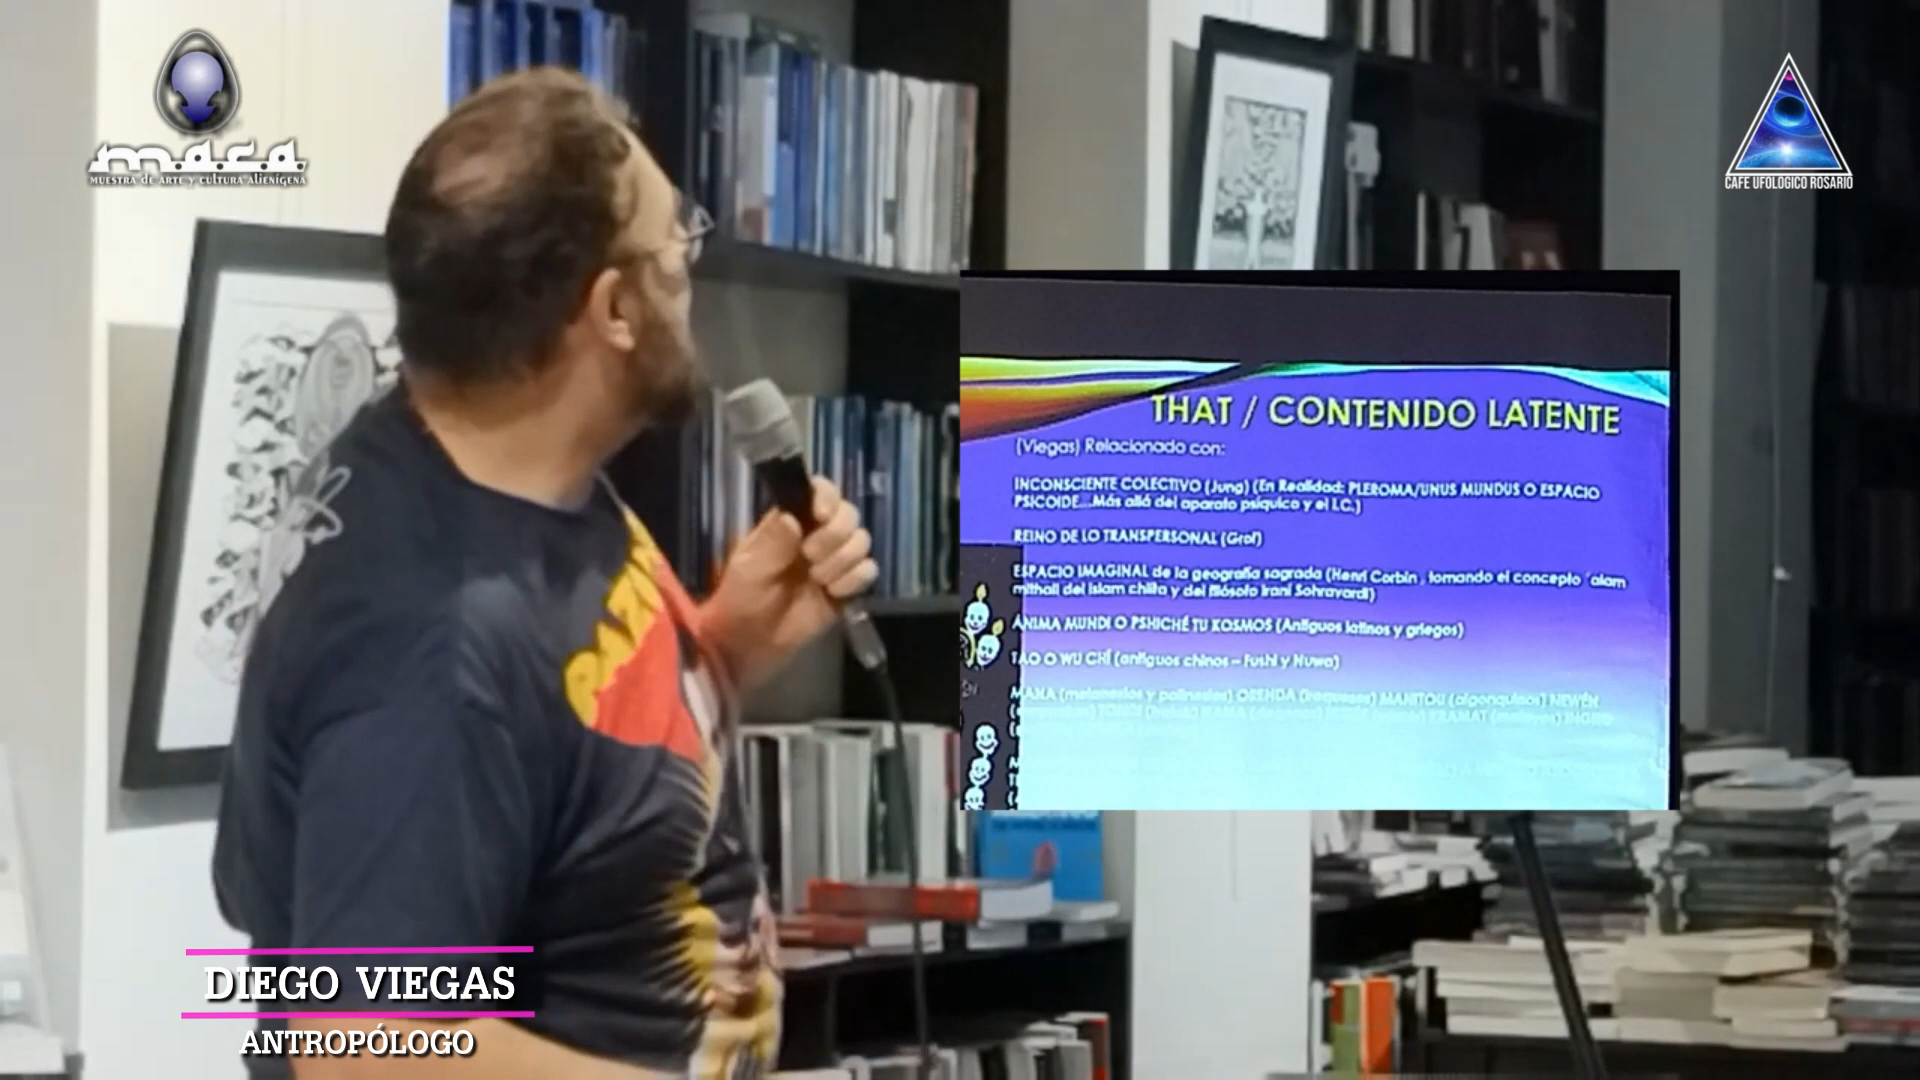 m.a.c.a.
MUESTRA de ARTE y CULTURA ALIENÍGENA
CAFE UFOLOGICO ROSARIO
THAT / CONTENIDO LATENTE
(Viegas) Relacionado con:
INCONSCIENTE COLECTIVO (Jung) (En Realidad: PLEROMA/UNUS MUNDUS O ESPACIO
PSICOIDE...Más allá del aparato psíquico y el I.C.)
REINO DE LO TRANSPERSONAL (Grof)
ESPACIO IMAGINAL de la geografía sagrada (Henri Corbin , tomando el concepto ´alam
mithall del Islam chiíta y del filósofo iraní Sohravardi)
ANIMA MUNDI O PSHICHÉ TU KOSMOS (Antiguos latinos y griegos)
TAO O WU CHÍ (antiguos chinos – Fushi y Nuwa)
MANA (melanesios y polinesios) ORENDA (iroqueses) MANITOU (algonquinos) NEWÉN
DIEGO VIEGAS
ANTROPÓLOGO